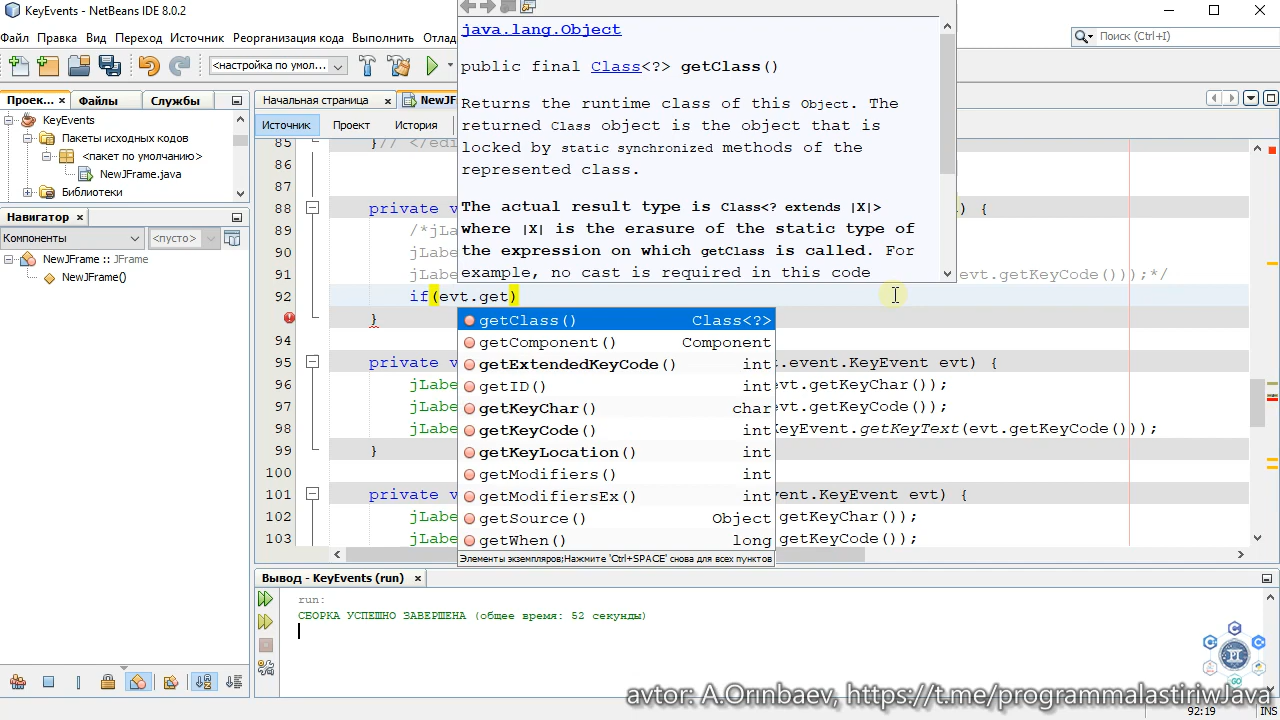 KeyEvents - NetBeans IDE 8.0.2
Файл Правка Вид Переход Источник Реорганизация кода Выполнить Отлад
Поиск (Ctrl+I)
<настройка по умол...
Проек... × Файлы Службы
KeyEvents
Пакеты исходных кодов
<пакет по умолчанию>
NewJFrame.java
Библиотеки
Навигатор ×
Компоненты <пусто>
NewJFrame :: JFrame
NewJFrame()
Начальная страница × NewJF
Источник Проект История
java.lang.Object
public final Class<?> getClass()
Returns the runtime class of this Object. The
returned Class object is the object that is
locked by static synchronized methods of the
represented class.
The actual result type is Class<? extends |X|>
where |X| is the erasure of the static type of
the expression on which getClass is called. For
example, no cast is required in this code
85 }// </edi
86
87
88 private v ) {
89 /*jLa
90 jLabe
91 jLabe (evt.getKeyCode()));*/
92 if(evt.get)
}
94
95 private v t.event.KeyEvent evt) {
96 jLabe vt.getKeyChar());
97 jLabe vt.getKeyCode());
98 jLabe KeyEvent.getKeyText(evt.getKeyCode()));
99 }
100
101 private v event.KeyEvent evt) {
102 jLabe getKeyChar());
103 jLabe getKeyCode());
getClass() Class<?>
getComponent() Component
getExtendedKeyCode() int
getID() int
getKeyChar() char
getKeyCode() int
getKeyLocation() int
getModifiers() int
getModifiersEx() int
getSource() Object
getWhen() long
Элементы экземпляров;Нажмите 'Ctrl+SPACE' снова для всех пунктов
Вывод - KeyEvents (run) ×
run:
СБОРКА УСПЕШНО ЗАВЕРШЕНА (общее время: 52 секунды)
avtor: A.Orinbaev, https://t.me/programmalastiriwJava
92:19 INS